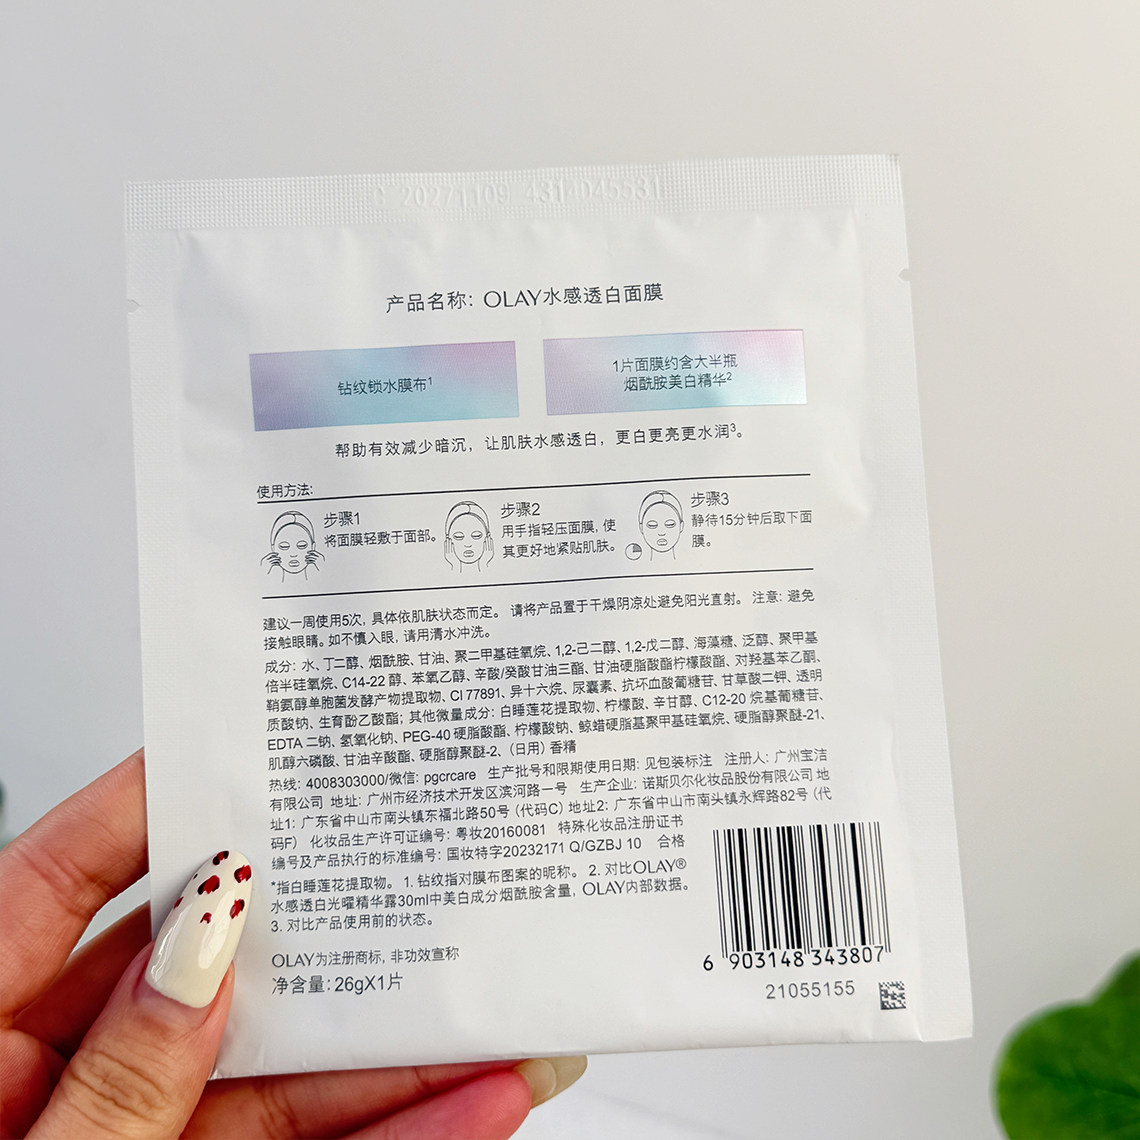 C 20271109 431·045531
产品名称：OLAY水感透白面膜
钻纹锁水膜布¹
1片面膜约含大半瓶
烟酰胺美白精华²
帮助有效减少暗沉，让肌肤水感透白，更白更亮更水润³。
使用方法：
步骤1
将面膜轻敷于面部。
步骤2
用手指轻压面膜，使
其更好地紧贴肌肤。
步骤3
静待15分钟后取下面
膜。
建议一周使用5次，具体依肌肤状态而定。 请将产品置于干燥阴凉处避免阳光直射。 注意：避免
接触眼睛。如不慎入眼，请用清水冲洗。
成分：水、丁二醇、烟酰胺、甘油、聚二甲基硅氧烷、1,2-己二醇、1,2-戊二醇、海藻糖、泛醇、聚甲基
倍半硅氧烷、C14-22 醇、苯氧乙醇、辛酸/癸酸甘油三酯、甘油硬脂酸酯柠檬酸酯、对羟基苯乙酮、
鞘氨醇单胞菌发酵产物提取物、CI 77891、异十六烷、尿囊素、抗坏血酸葡糖苷、甘草酸二钾、透明
质酸钠、生育酚乙酸酯；其他微量成分：白睡莲花提取物、柠檬酸、辛甘醇、C12-20 烷基葡糖苷、
EDTA 二钠、氢氧化钠、PEG-40 硬脂酸酯、柠檬酸钠、鲸蜡硬脂基聚甲基硅氧烷、硬脂醇聚醚-21、
肌醇六磷酸、甘油辛酸酯、硬脂醇聚醚-2、（日用）香精
热线：4008303000/微信：pgcrcare 生产批号和限期使用日期：见包装标注 注册人：广州宝洁
有限公司 地址：广州市经济技术开发区滨河路一号 生产企业：诺斯贝尔化妆品股份有限公司 地
址1：广东省中山市南头镇东福北路50号（代码C）地址2：广东省中山市南头镇永辉路82号（代
码F） 化妆品生产许可证编号：粤妆20160081 特殊化妆品注册证书
编号及产品执行的标准编号：国妆特字20232171 Q/GZBJ 10 合格
*指白睡莲花提取物。 1. 钻纹指对膜布图案的昵称。 2. 对比OLAY®
水感透白光曜精华露30ml中美白成分烟酰胺含量，OLAY内部数据。
3. 对比产品使用前的状态。
OLAY为注册商标，非功效宣称
净含量：26gX1片
6 903148 343807
21055155